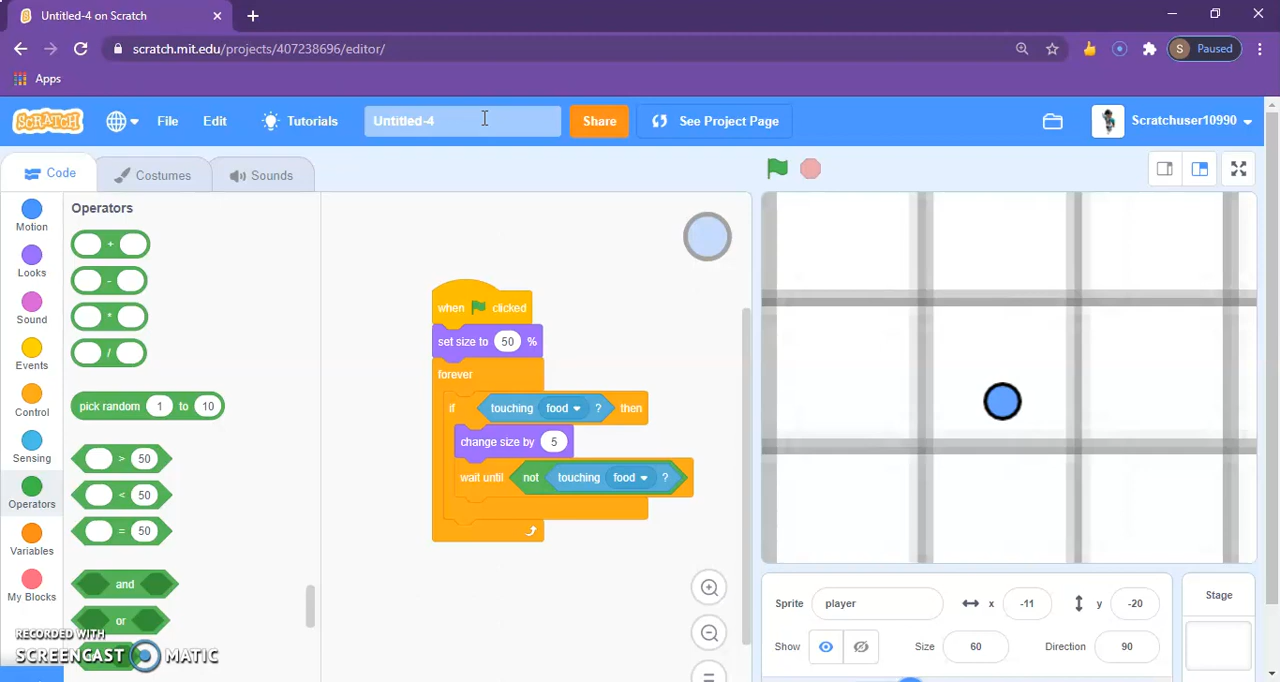 Untitled-4 on Scratch
scratch.mit.edu/projects/407238696/editor/
S Paused
Apps
SCRATCH File Edit Tutorials Untitled-4 Share See Project Page Scratchuser10990
Code Costumes Sounds
Motion
Looks
Sound
Events
Control
Sensing
Operators
Variables
My Blocks
Operators
+
-
*
/
pick random 1 to 10
> 50
< 50
= 50
and
or
when clicked
set size to 50 %
forever
if touching food ? then
change size by 5
wait until not touching food ?
Sprite player x -11 y -20
Show Size 60 Direction 90
Stage
RECORDED WITH
SCREENCAST MATIC